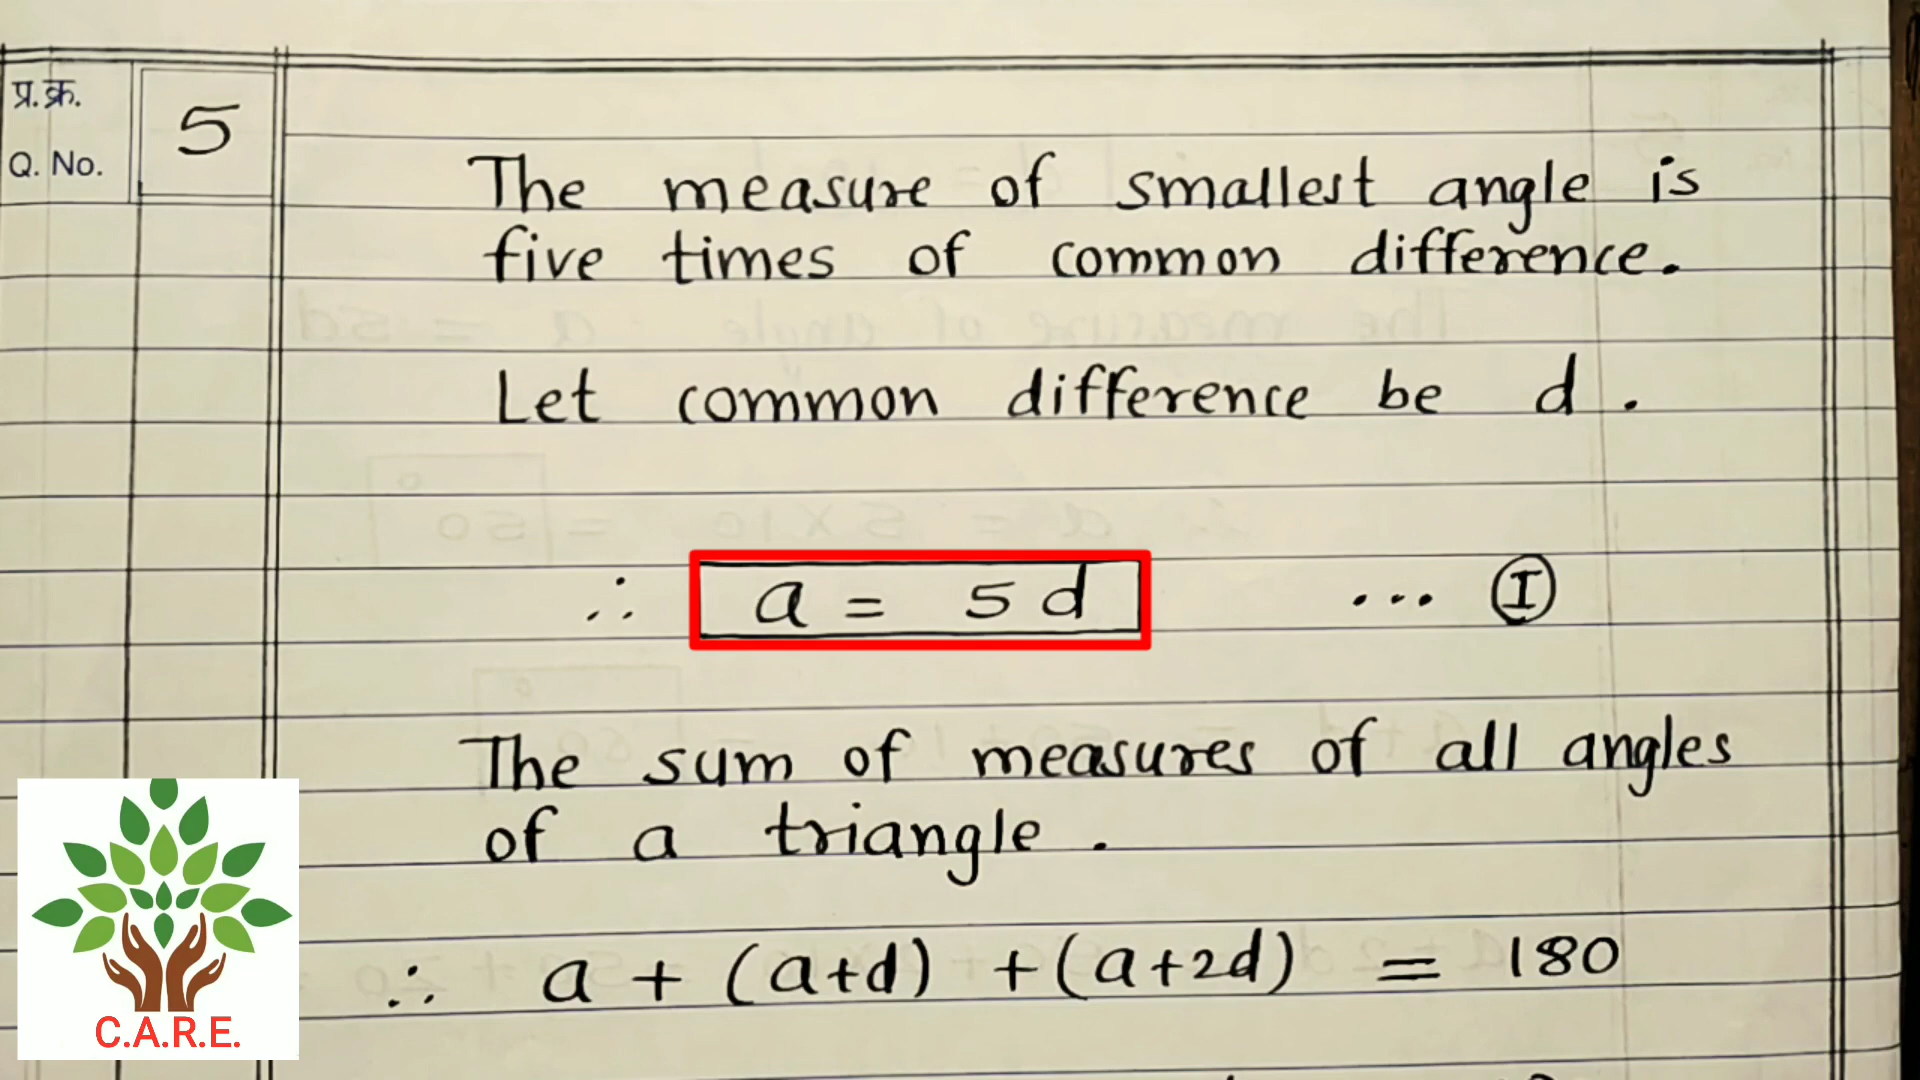 प्र.क्र.
Q. No.
5
The measure of smallest angle is
five times of common difference.
Let common difference be d.
∴ a = 5d ... Ⓘ
The sum of measures of all angles
of a triangle.
∴ a + (a+d) + (a+2d) = 180
C.A.R.E.